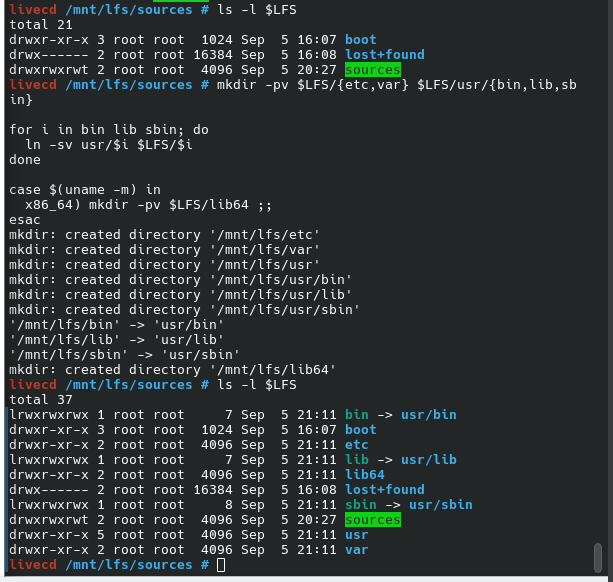 livecd /mnt/lfs/sources # ls -l $LFS
total 21
drwxr-xr-x 3 root root  1024 Sep  5 16:07 boot
drwx------ 2 root root 16384 Sep  5 16:08 lost+found
drwxrwxrwt 2 root root  4096 Sep  5 20:27 sources
livecd /mnt/lfs/sources # mkdir -pv $LFS/{etc,var} $LFS/usr/{bin,lib,sb
in}

for i in bin lib sbin; do
  ln -sv usr/$i $LFS/$i
done

case $(uname -m) in
  x86_64) mkdir -pv $LFS/lib64 ;;
esac
mkdir: created directory '/mnt/lfs/etc'
mkdir: created directory '/mnt/lfs/var'
mkdir: created directory '/mnt/lfs/usr'
mkdir: created directory '/mnt/lfs/usr/bin'
mkdir: created directory '/mnt/lfs/usr/lib'
mkdir: created directory '/mnt/lfs/usr/sbin'
'/mnt/lfs/bin' -> 'usr/bin'
'/mnt/lfs/lib' -> 'usr/lib'
'/mnt/lfs/sbin' -> 'usr/sbin'
mkdir: created directory '/mnt/lfs/lib64'
livecd /mnt/lfs/sources # ls -l $LFS
total 37
lrwxrwxrwx 1 root root     7 Sep  5 21:11 bin -> usr/bin
drwxr-xr-x 3 root root  1024 Sep  5 16:07 boot
drwxr-xr-x 2 root root  4096 Sep  5 21:11 etc
lrwxrwxrwx 1 root root     7 Sep  5 21:11 lib -> usr/lib
drwxr-xr-x 2 root root  4096 Sep  5 21:11 lib64
drwx------ 2 root root 16384 Sep  5 16:08 lost+found
lrwxrwxrwx 1 root root     8 Sep  5 21:11 sbin -> usr/sbin
drwxrwxrwt 2 root root  4096 Sep  5 20:27 sources
drwxr-xr-x 5 root root  4096 Sep  5 21:11 usr
drwxr-xr-x 2 root root  4096 Sep  5 21:11 var
livecd /mnt/lfs/sources #